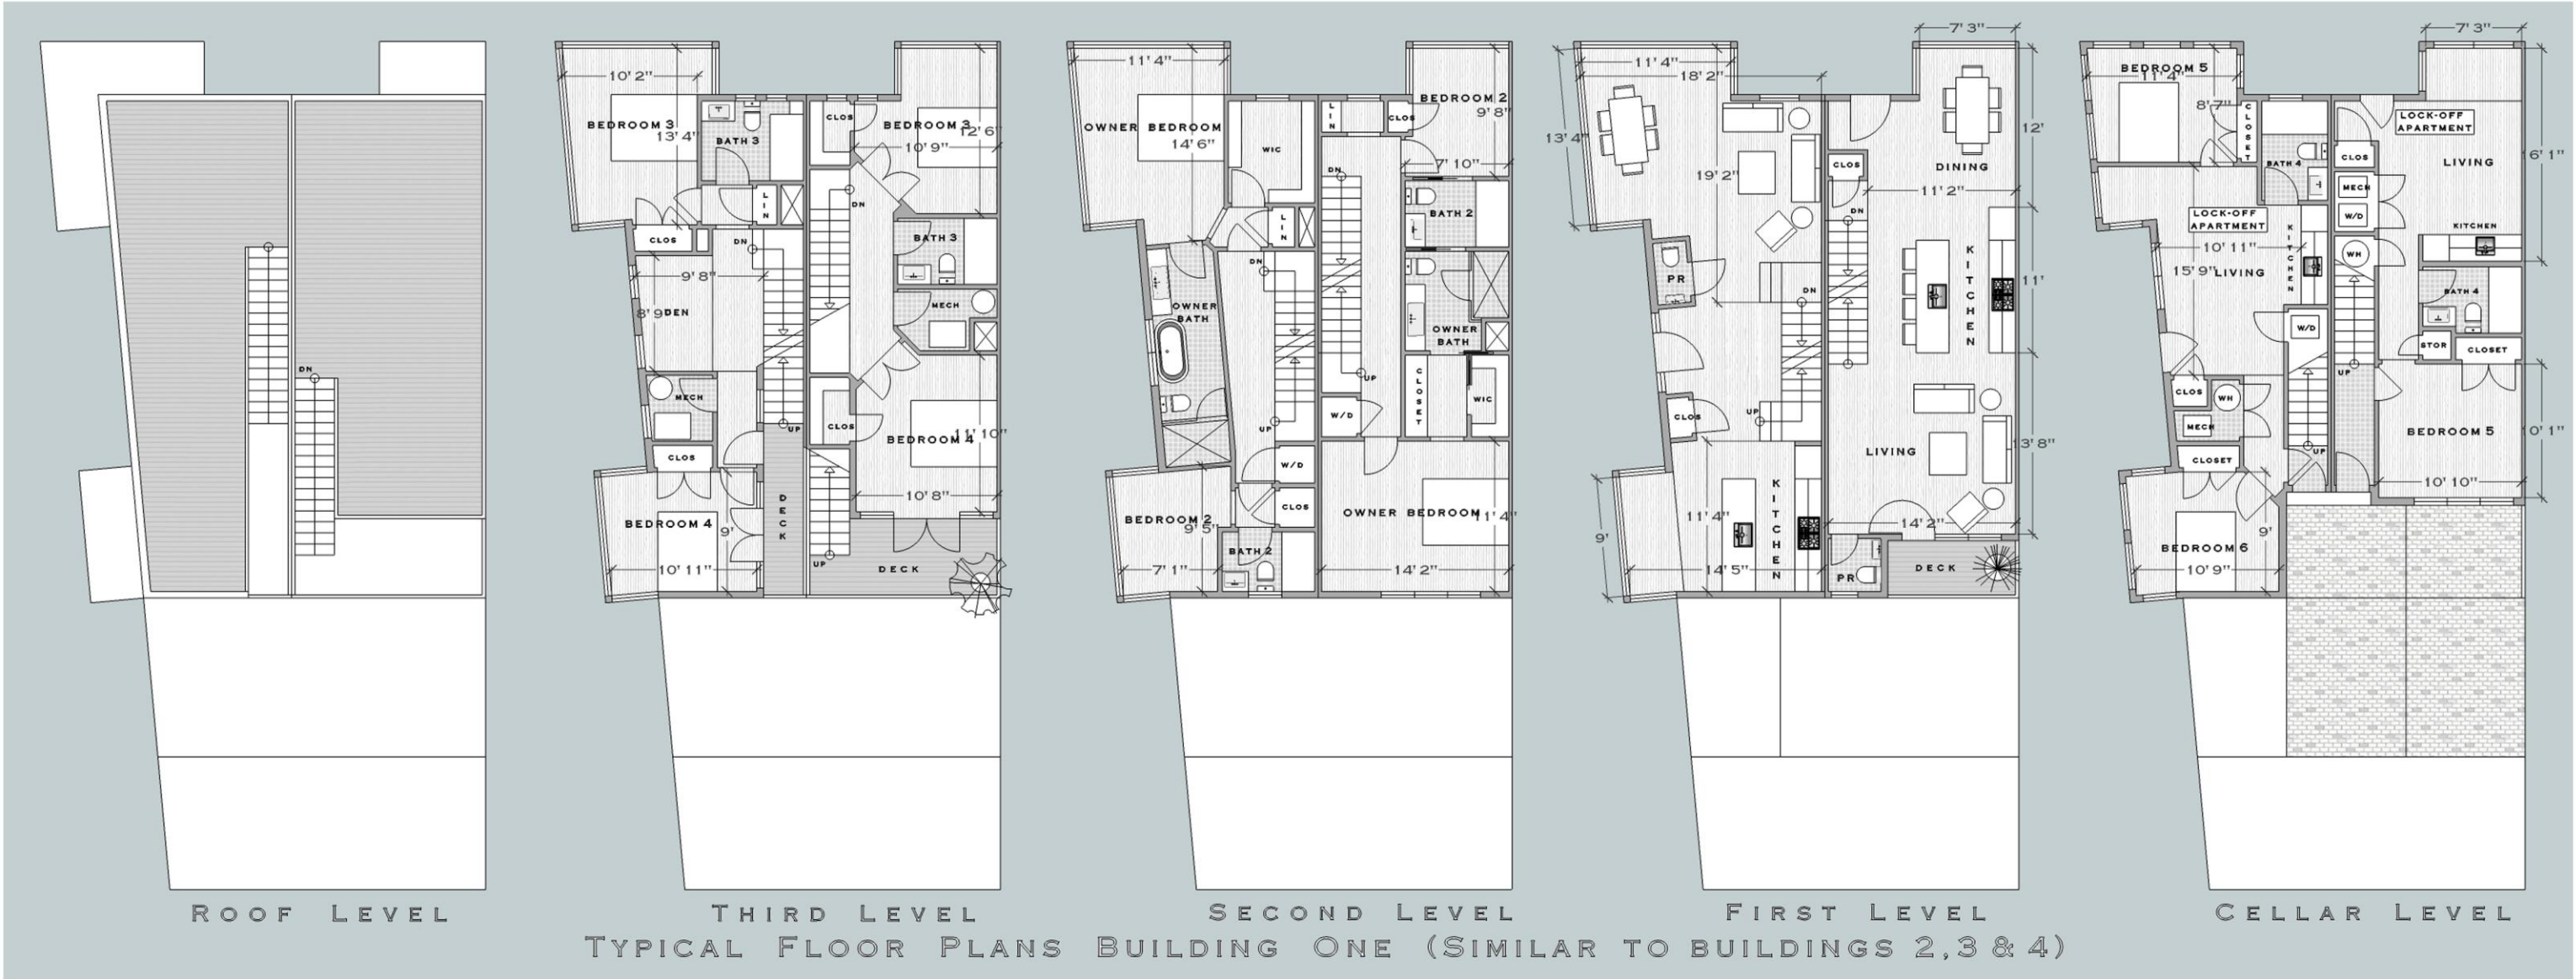 DN
ROOF LEVEL
10' 2"
BEDROOM 3
13' 4"
BATH 3
CLOS
BEDROOM 3
12' 6"
10' 9"
LIN
DN
CLOS
DN
BATH 3
9' 8"
8' 9
DEN
MECH
MECH
CLOS
UP
CLOS
BEDROOM 4
11' 10"
10' 8"
BEDROOM 4
9'
DECK
10' 11"
UP
DECK
THIRD LEVEL
11' 4"
OWNER BEDROOM
14' 6"
WIC
LIN
CLOS
BEDROOM 2
9' 8"
7' 10"
DN
LIN
BATH 2
DN
OWNER BATH
OWNER BATH
UP
UP
W/D
CLOSET
WIC
W/D
CLOS
BEDROOM 2
9' 5"
BATH 2
7' 1"
OWNER BEDROOM
11' 4"
14' 2"
SECOND LEVEL
7' 3"
11' 4"
18' 2"
13' 4"
19' 2"
12'
CLOS
DINING
11' 2"
DN
PR
DN
KITCHEN
11'
CLOS
UP
LIVING
13' 8"
9'
11' 4"
KITCHEN
14' 5"
14' 2"
PR
DECK
FIRST LEVEL
7' 3"
BEDROOM 5
11' 4"
8' 7"
CLOSET
BATH 4
LOCK-OFF
APARTMENT
CLOS
LIVING
6' 1"
MECH
W/D
LOCK-OFF
APARTMENT
KITCHEN
KITCHEN
10' 11"
15' 9"
LIVING
WH
BATH 4
W/D
STOR
CLOSET
UP
CLOS
WH
MECH
BEDROOM 5
10' 1"
CLOSET
UP
10' 10"
BEDROOM 6
9'
10' 9"
CELLAR LEVEL
TYPICAL FLOOR PLANS BUILDING ONE (SIMILAR TO BUILDINGS 2,3 & 4)